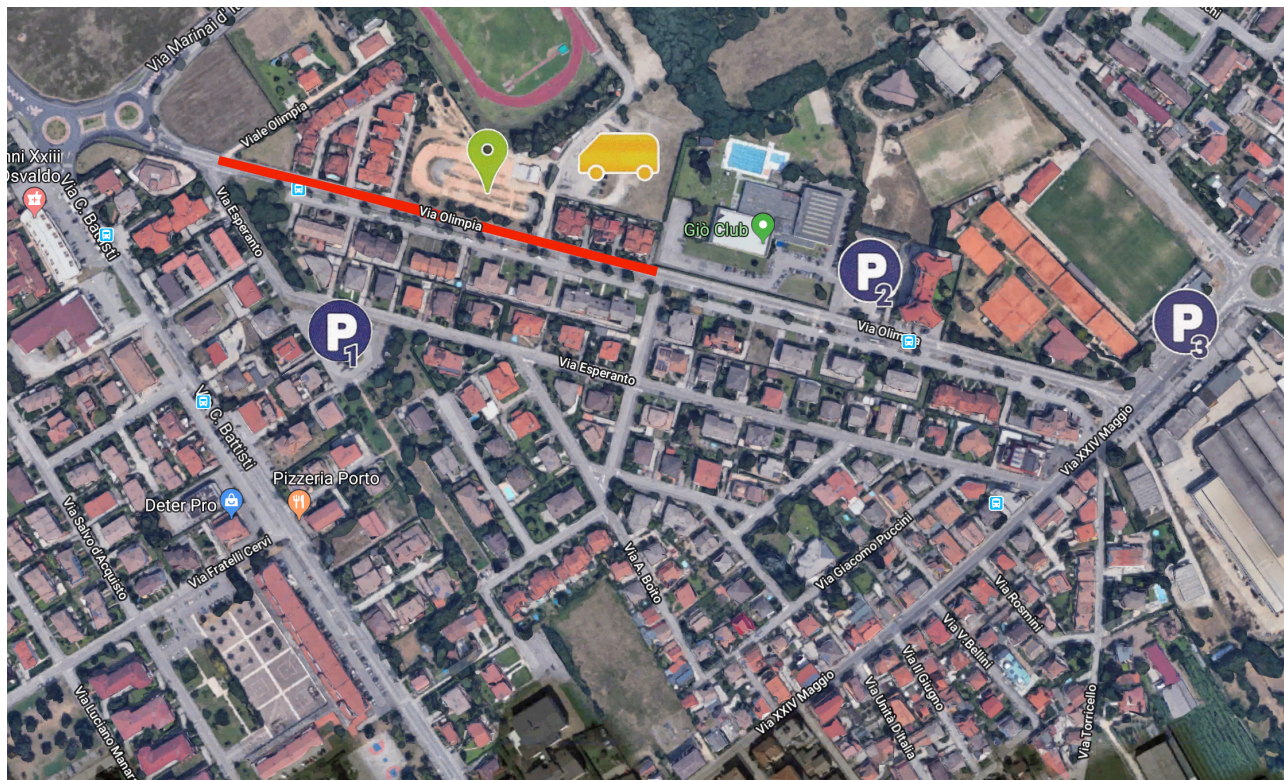 Via Marinai d'
Viale Olimpia
nni Xxiii
Osvaldo
Via C. Battisti
Via Esperanto
Via Olimpia
Giò Club
P
2
Via Olimpia
P
3
P
1
Via Esperanto
Via C. Battisti
Via XXIV Maggio
Pizzeria Porto
Deter Pro
Via Salvo d'Acquisto
Via Fratelli Cervi
Via A. Boito
Via Giacomo Puccini
Via Rosmini
Via V.Bellini
Via II Giugno
Via Unità D'Italia
Via XXIV Maggio
Via Torricello
Via Luciano Manara